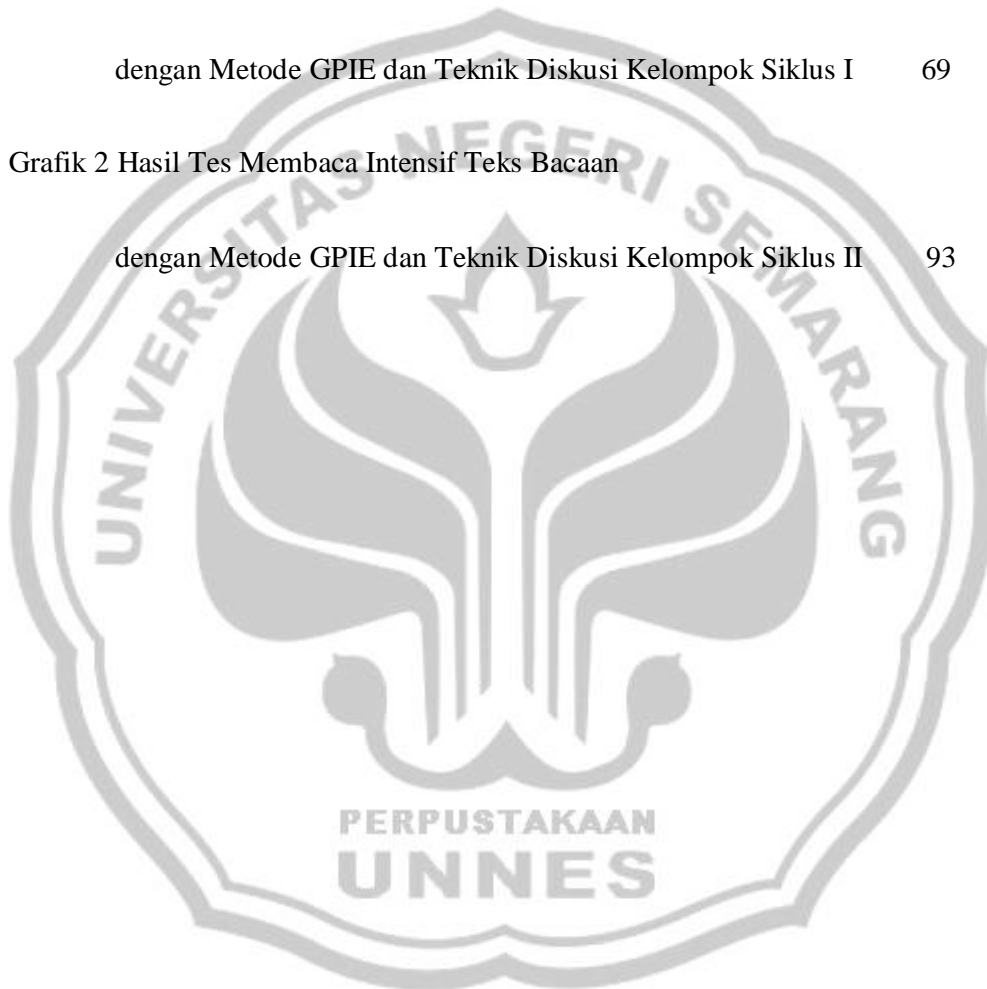 dengan Metode GPIE dan Teknik Diskusi Kelompok Siklus I 69
Grafik 2 Hasil Tes Membaca Intensif Teks Bacaan
dengan Metode GPIE dan Teknik Diskusi Kelompok Siklus II 93
UNIVERSITAS NEGERI SEMARANG
PERPUSTAKAAN
UNNES